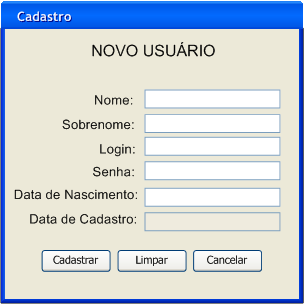 Cadastro
NOVO USUÁRIO
Nome:
Sobrenome:
Login:
Senha:
Data de Nascimento:
Data de Cadastro:
Cadastrar Limpar Cancelar